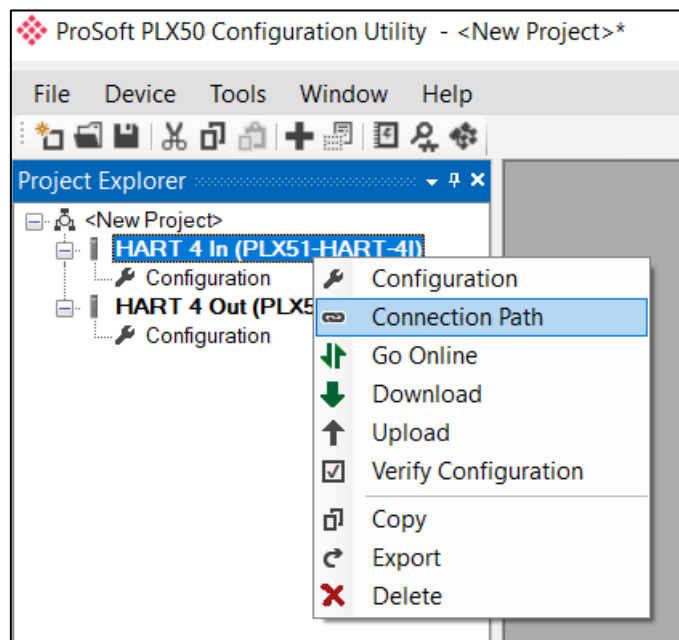 ProSoft PLX50 Configuration Utility - <New Project>*
File Device Tools Window Help
Project Explorer
<New Project>
HART 4 In (PLX51-HART-4I)
Configuration
HART 4 Out (PLX5
Configuration
Configuration
Connection Path
Go Online
Download
Upload
Verify Configuration
Copy
Export
Delete